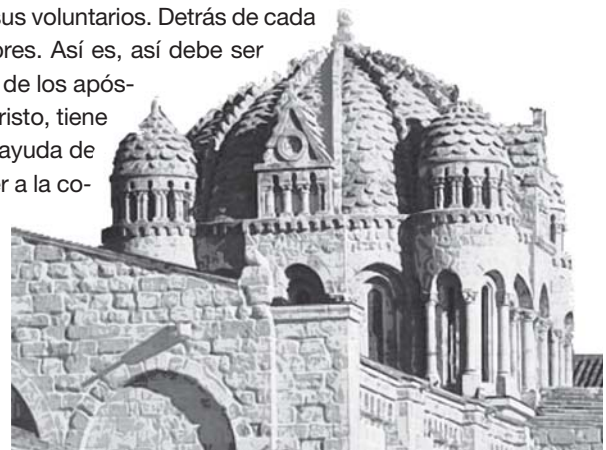 sus voluntarios. Detrás de cada
ores. Así es, así debe ser
de los após-
risto, tiene
ayuda de
er a la co-